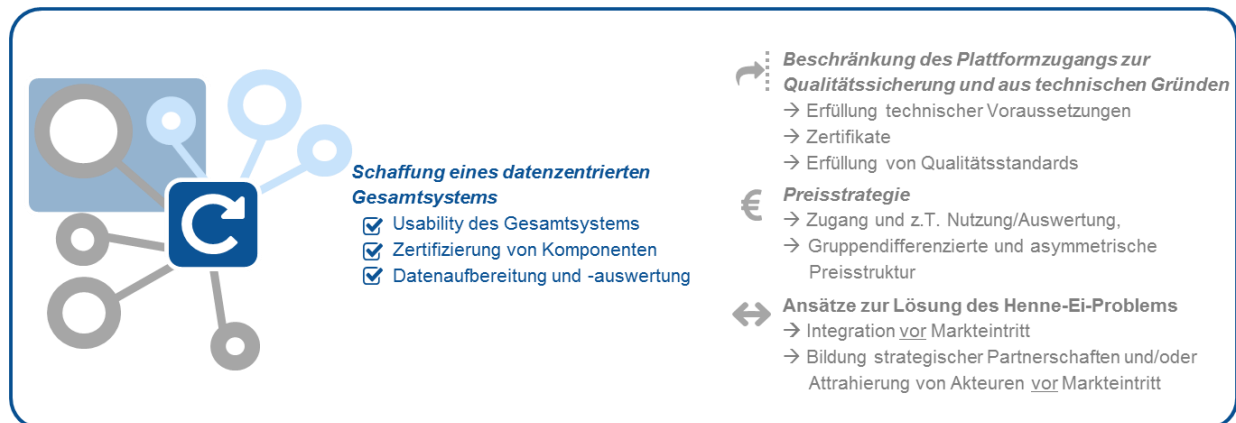 Schaffung eines datenzentrierten
Gesamtsystems
Usability des Gesamtsystems
Zertifizierung von Komponenten
Datenaufbereitung und -auswertung
Beschränkung des Plattformzugangs zur
Qualitätssicherung und aus technischen Gründen
→ Erfüllung technischer Voraussetzungen
→ Zertifikate
→ Erfüllung von Qualitätsstandards
€ Preisstrategie
→ Zugang und z.T. Nutzung/Auswertung,
→ Gruppendifferenzierte und asymmetrische
Preisstruktur
Ansätze zur Lösung des Henne-Ei-Problems
→ Integration vor Markteintritt
→ Bildung strategischer Partnerschaften und/oder
Attrahierung von Akteuren vor Markteintritt